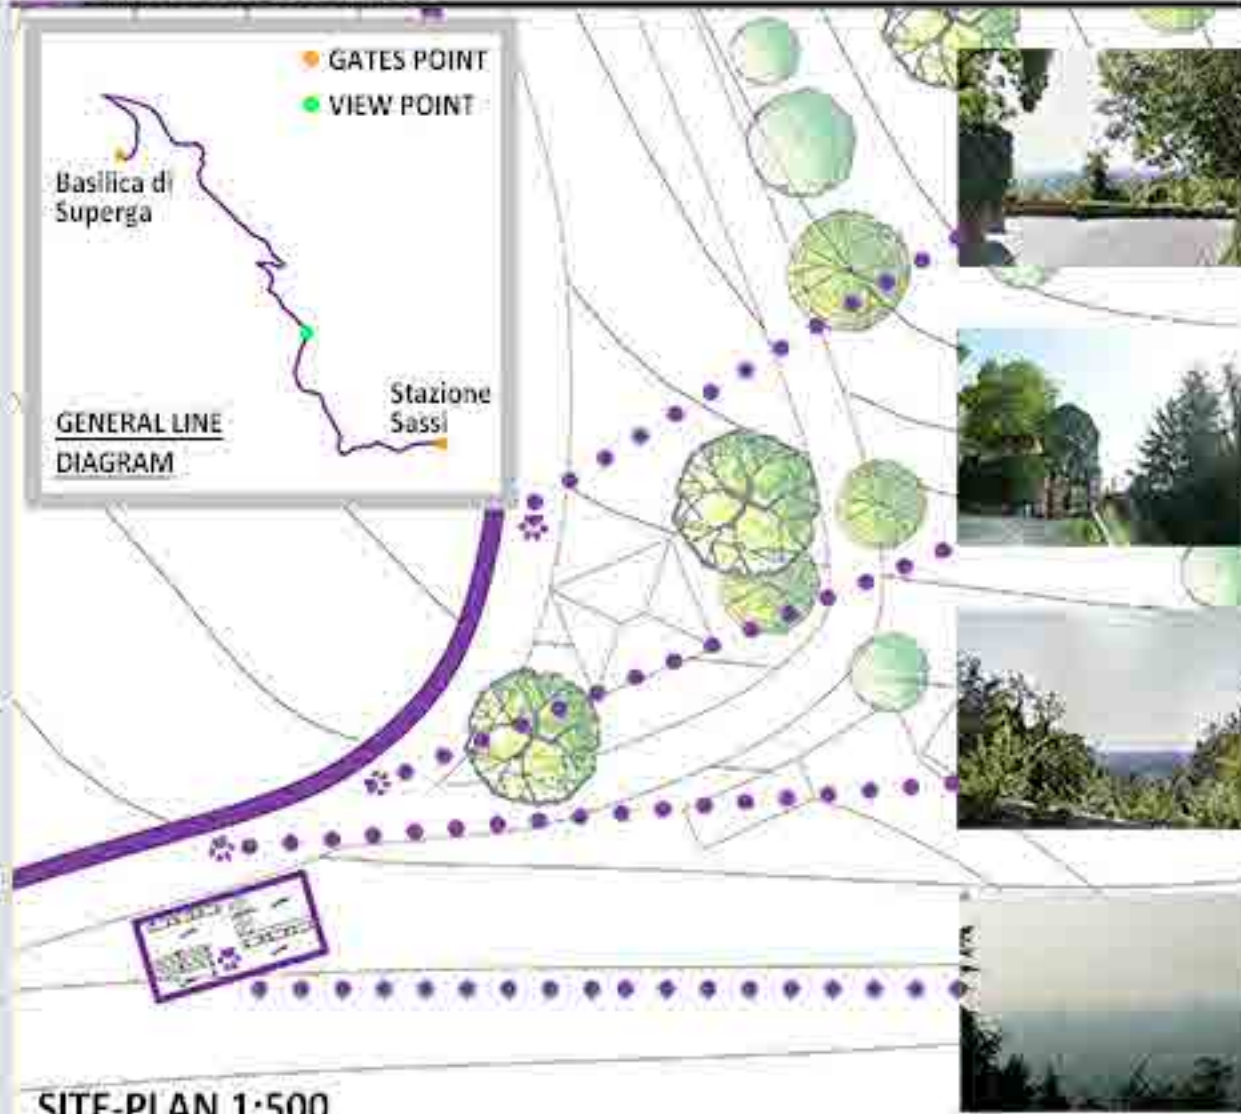 GATES POINT
VIEW POINT
Basilica di
Superga
Stazione
Sassi
GENERAL LINE
DIAGRAM
SITE-PLAN 1:500